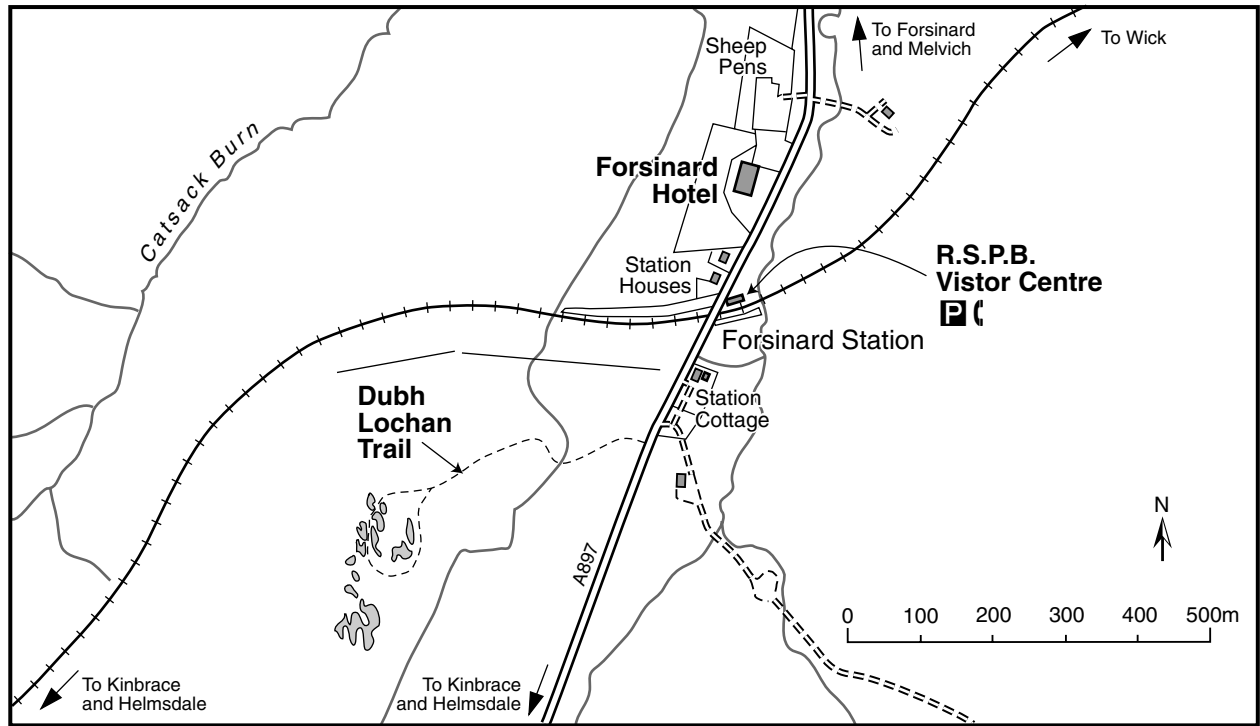 Sheep
Pens
To Forsinard
and Melvich
To Wick
Catsack Burn
Forsinard
Hotel
Station
Houses
R.S.P.B.
Vistor Centre
P
Forsinard Station
Dubh
Lochan
Trail
Station
Cottage
A897
N
0 100 200 300 400 500m
To Kinbrace
and Helmsdale
To Kinbrace
and Helmsdale